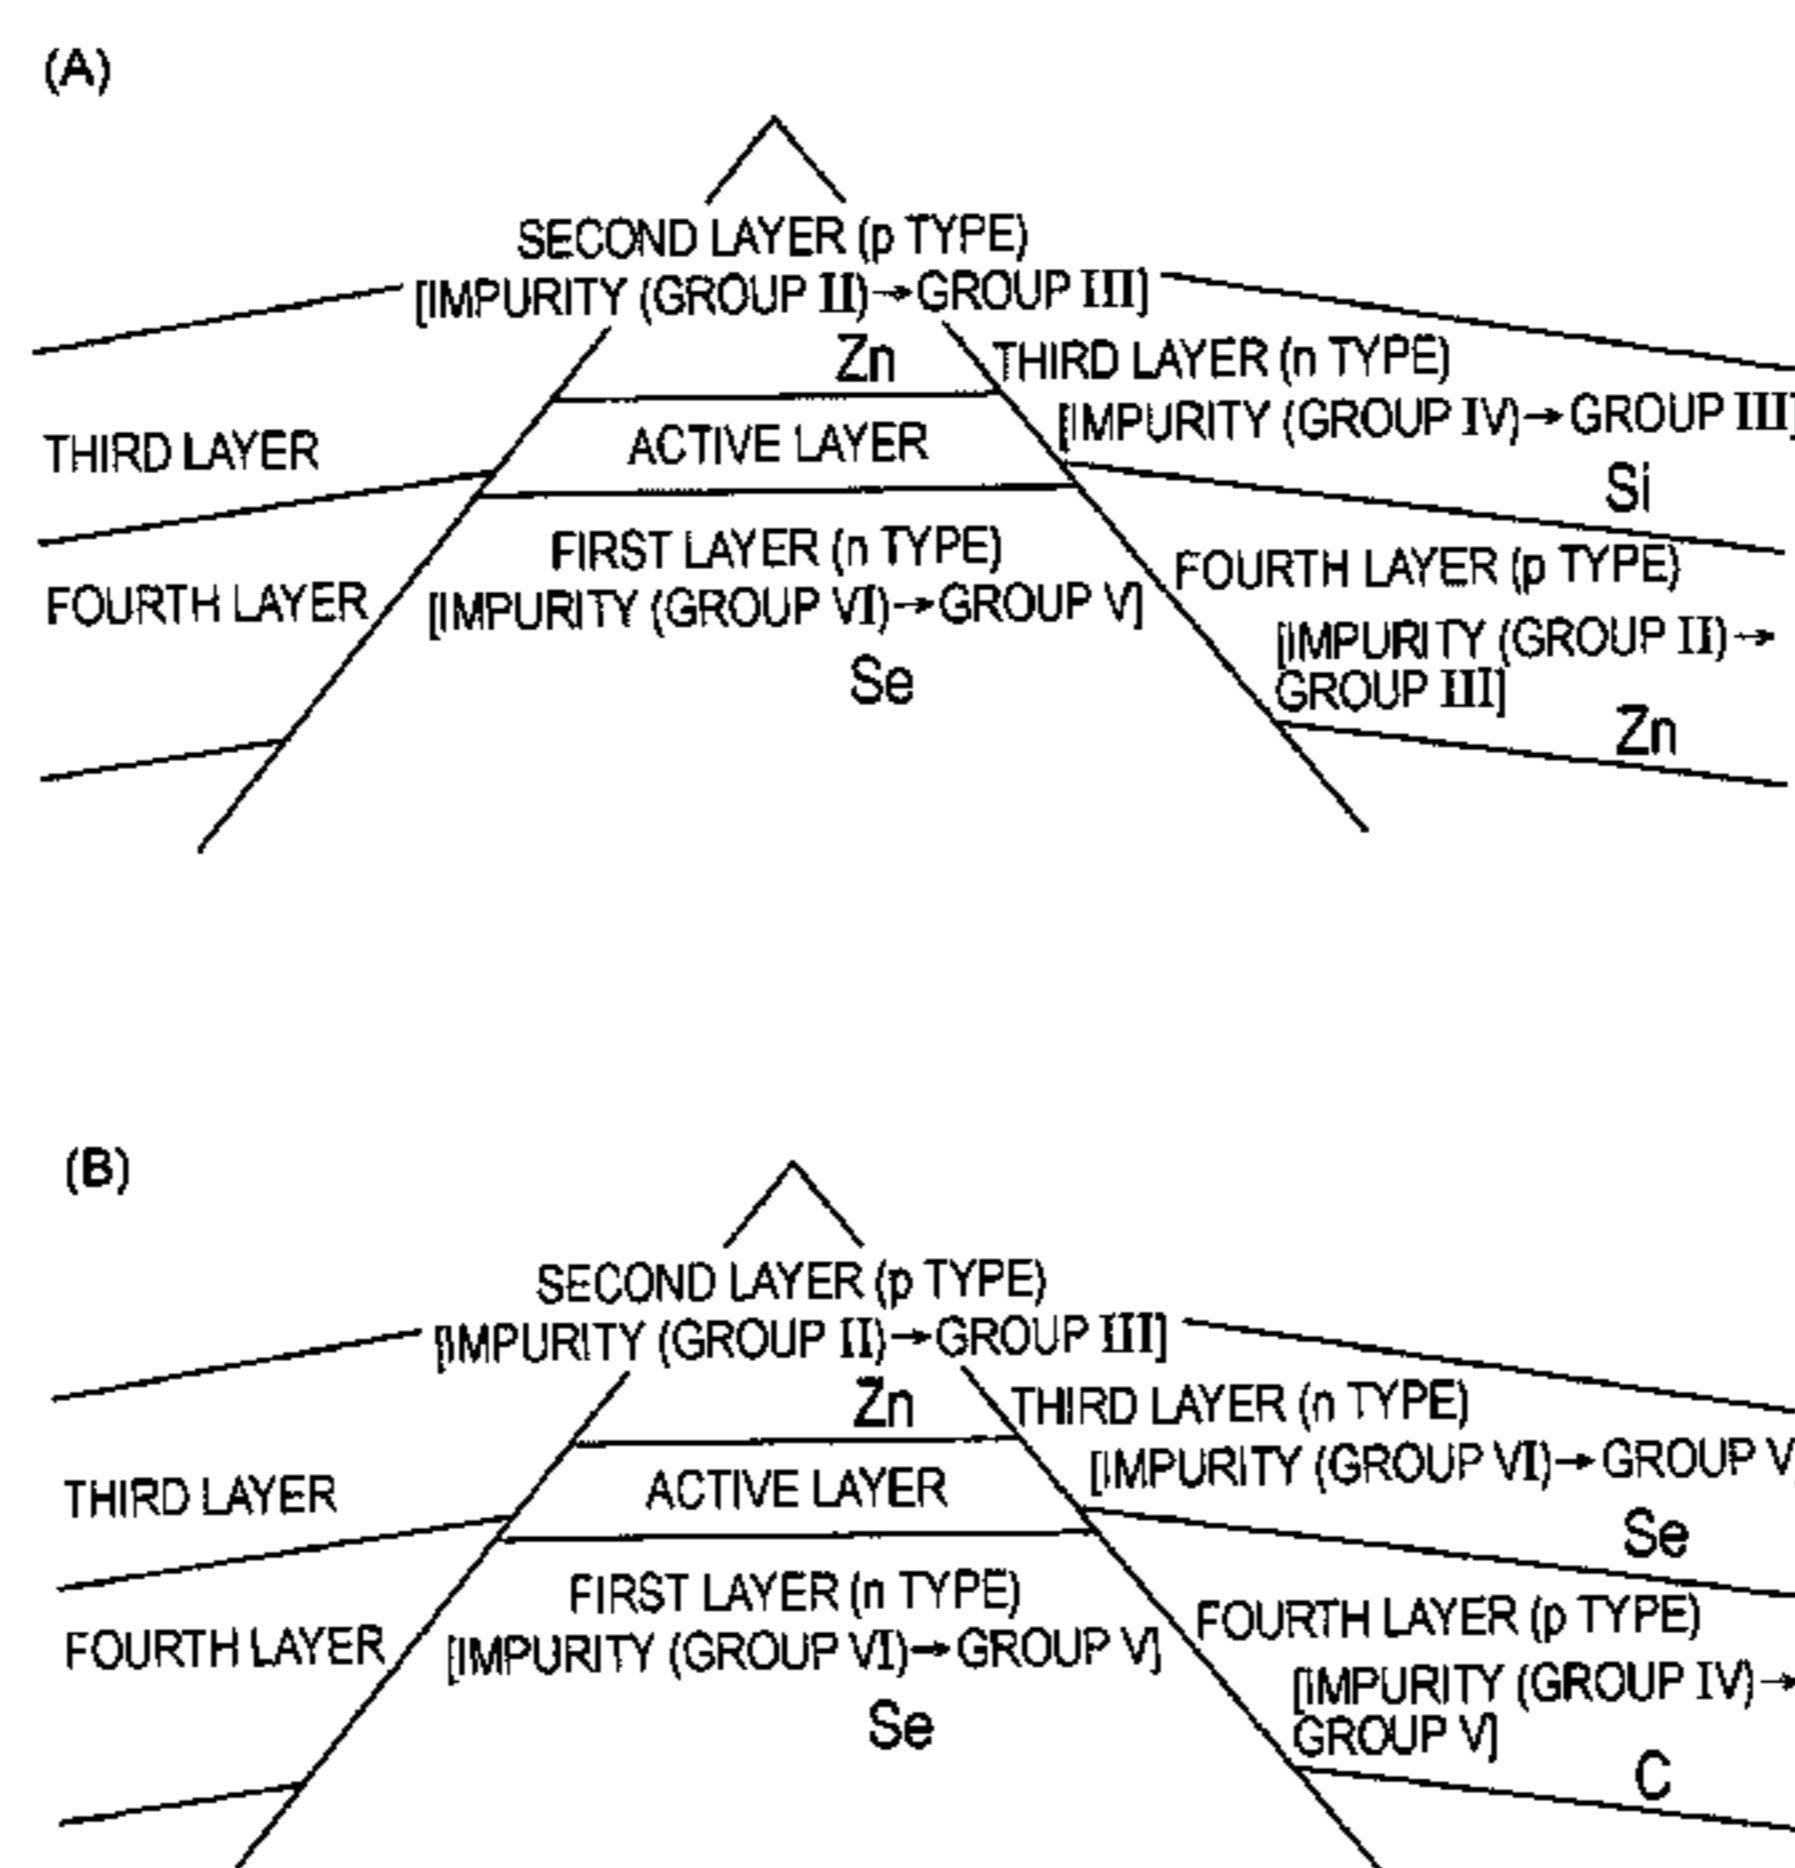 (A)
SECOND LAYER (p TYPE)
[IMPURITY (GROUP II)→GROUP III]
Zn
THIRD LAYER (n TYPE)
[IMPURITY (GROUP IV)→GROUP III]
Si
THIRD LAYER
ACTIVE LAYER
FIRST LAYER (n TYPE)
[IMPURITY (GROUP VI)→GROUP V]
Se
FOURTH LAYER
FOURTH LAYER (p TYPE)
[IMPURITY (GROUP II)→
GROUP III]
Zn
(B)
SECOND LAYER (p TYPE)
[IMPURITY (GROUP II)→GROUP III]
Zn
THIRD LAYER (n TYPE)
[IMPURITY (GROUP VI)→GROUP V
Se
THIRD LAYER
ACTIVE LAYER
FIRST LAYER (n TYPE)
[IMPURITY (GROUP VI)→GROUP V]
Se
FOURTH LAYER
FOURTH LAYER (p TYPE)
[IMPURITY (GROUP IV)→
GROUP V]
C